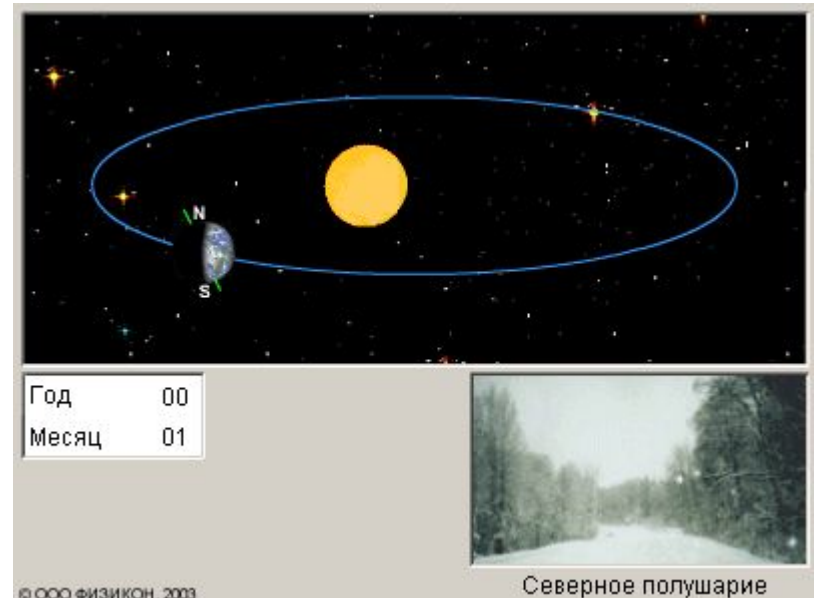 N
S
Год 00
Месяц 01
Северное полушарие
© ООО ФИЗИКОН, 2003